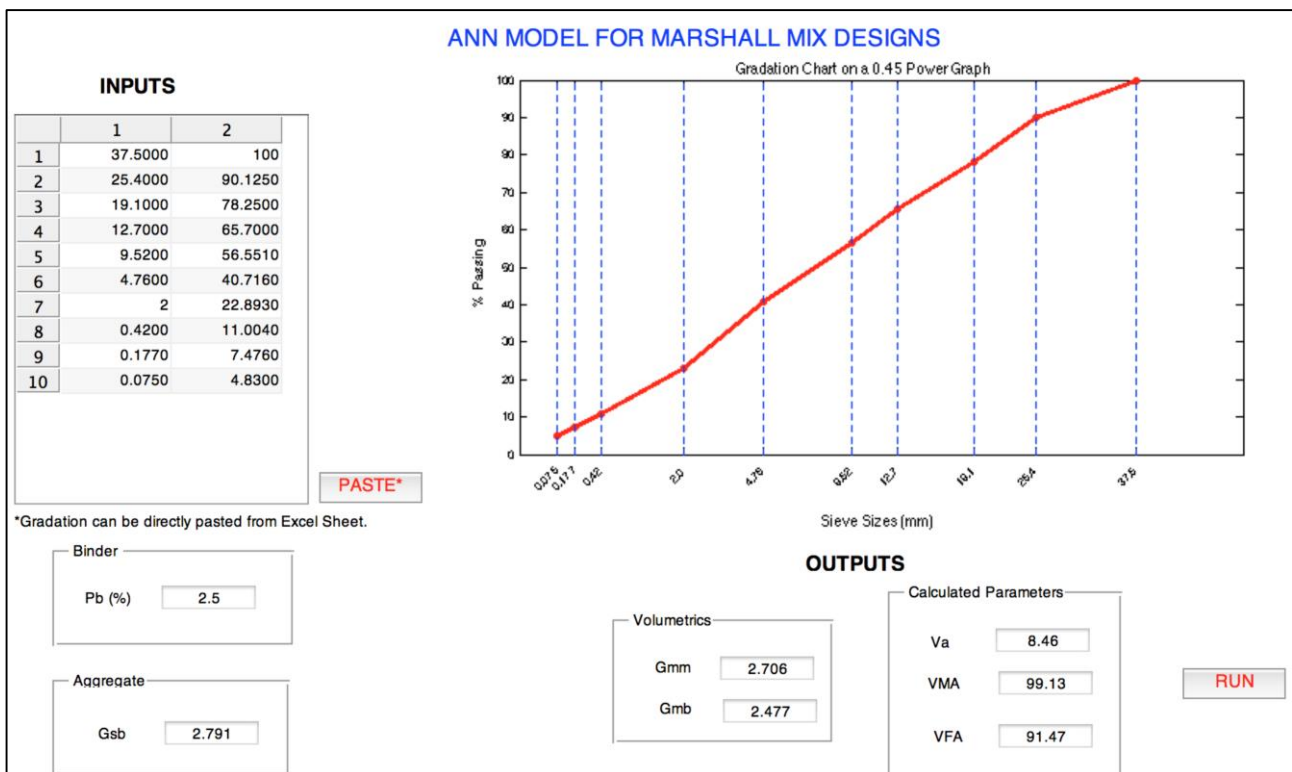 ANN MODEL FOR MARSHALL MIX DESIGNS
INPUTS
1 2
1 37.5000 100
2 25.4000 90.1250
3 19.1000 78.2500
4 12.7000 65.7000
5 9.5200 56.5510
6 4.7600 40.7160
7 2 22.8930
8 0.4200 11.0040
9 0.1770 7.4760
10 0.0750 4.8300
PASTE*
*Gradation can be directly pasted from Excel Sheet.
Gradation Chart on a 0.45 Power Graph
% Passing
100
90
80
70
60
50
40
30
20
10
0
0.075 0.177 0.42 2.0 4.76 9.52 12.7 19.1 25.4 37.5
Sieve Sizes (mm)
Binder
Pb (%) 2.5
Aggregate
Gsb 2.791
OUTPUTS
Volumetrics
Gmm 2.706
Gmb 2.477
Calculated Parameters
Va 8.46
VMA 99.13
VFA 91.47
RUN